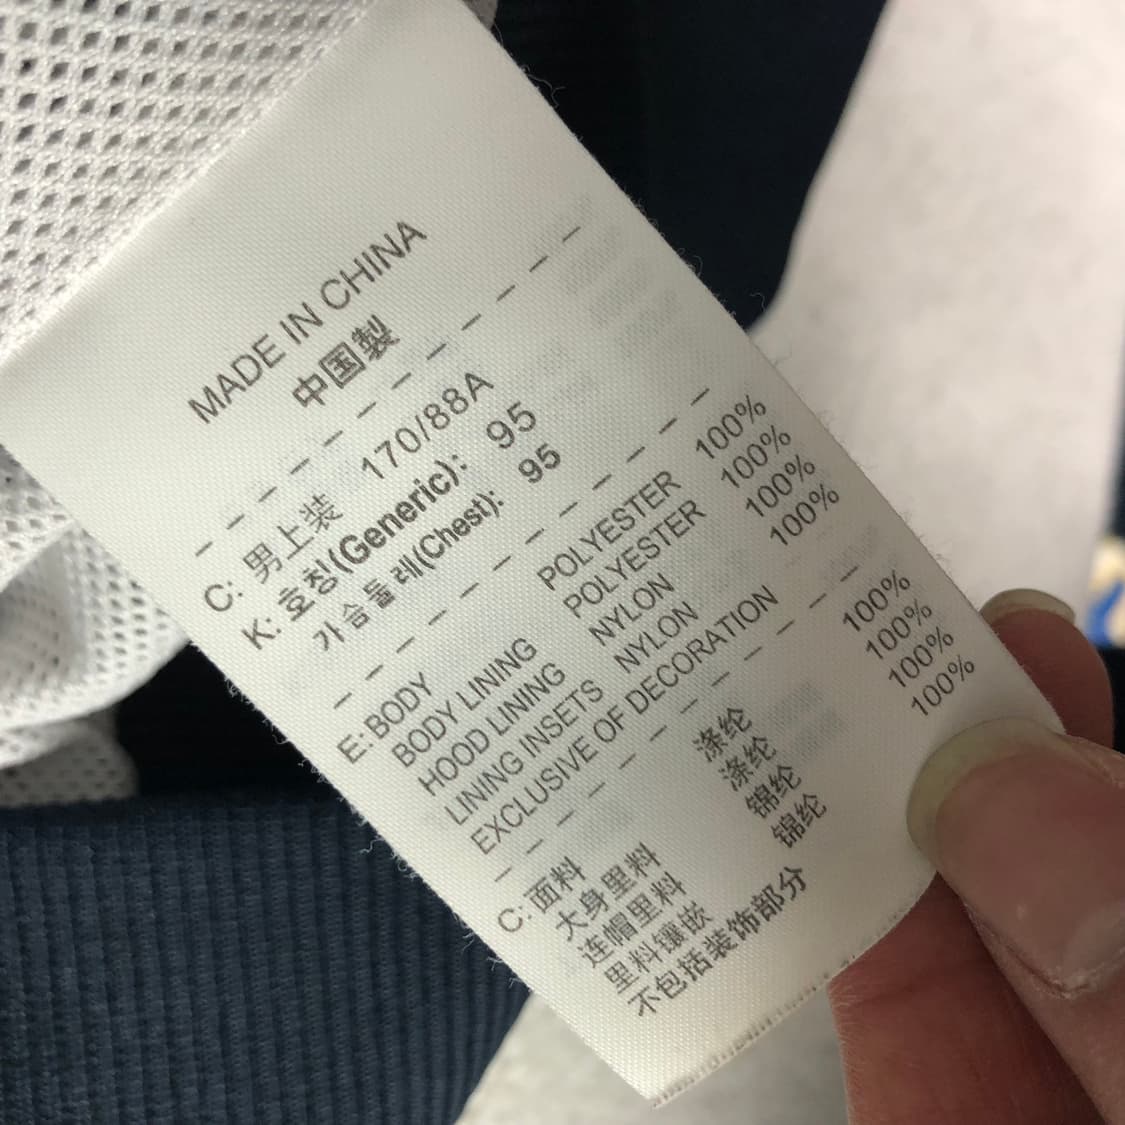 MADE IN CHINA
中国製
C: 男上装 170/88A
K: 호칭(Generic): 95
가슴둘레(Chest): 95
E: BODY POLYESTER 100%
BODY LINING POLYESTER 100%
HOOD LINING NYLON 100%
LINING INSETS NYLON 100%
EXCLUSIVE OF DECORATION
C: 面料 涤纶 100%
大身里料 涤纶 100%
连帽里料 锦纶 100%
里料镶嵌 锦纶 100%
不包括装饰部分